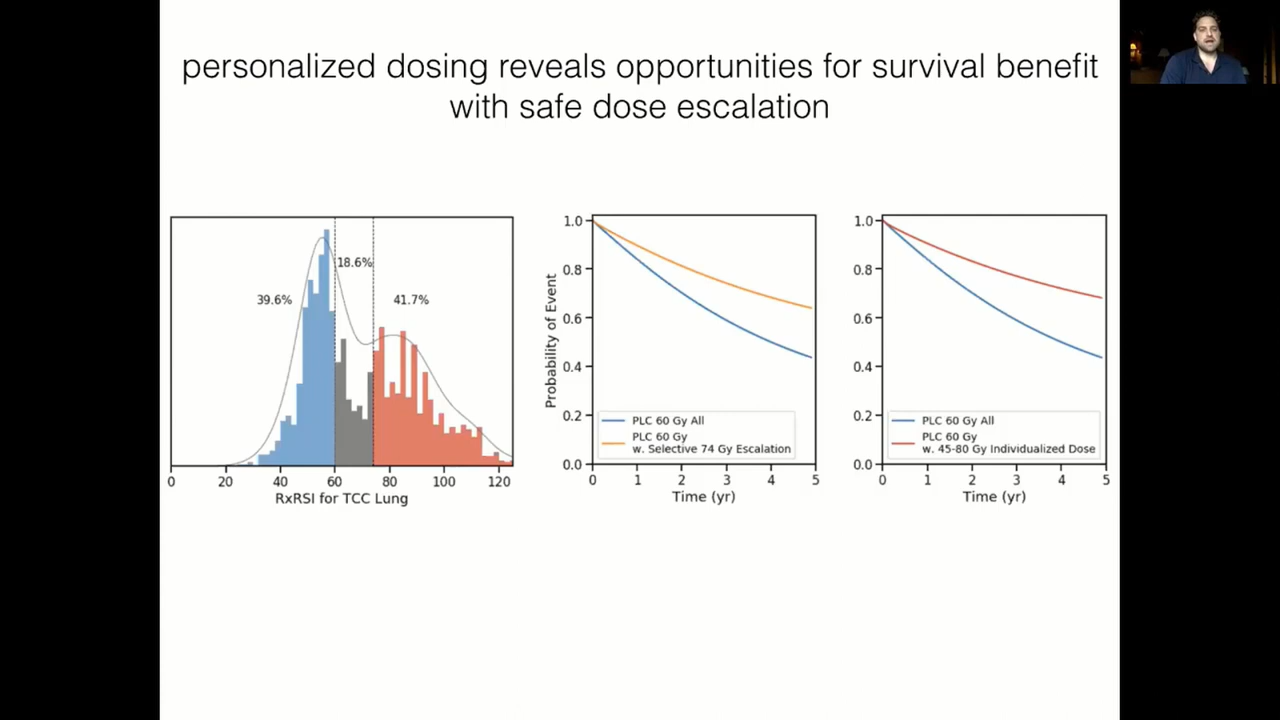 personalized dosing reveals opportunities for survival benefit
with safe dose escalation
39.6%
18.6%
41.7%
0
20
40
60
80
100
120
RxRSI for TCC Lung
Probability of Event
1.0
0.8
0.6
0.4
0.2
0.0
PLC 60 Gy All
PLC 60 Gy
w. Selective 74 Gy Escalation
0
1
2
3
4
5
Time (yr)
1.0
0.8
0.6
0.4
0.2
0.0
PLC 60 Gy All
PLC 60 Gy
w. 45-80 Gy Individualized Dose
0
1
2
3
4
5
Time (yr)